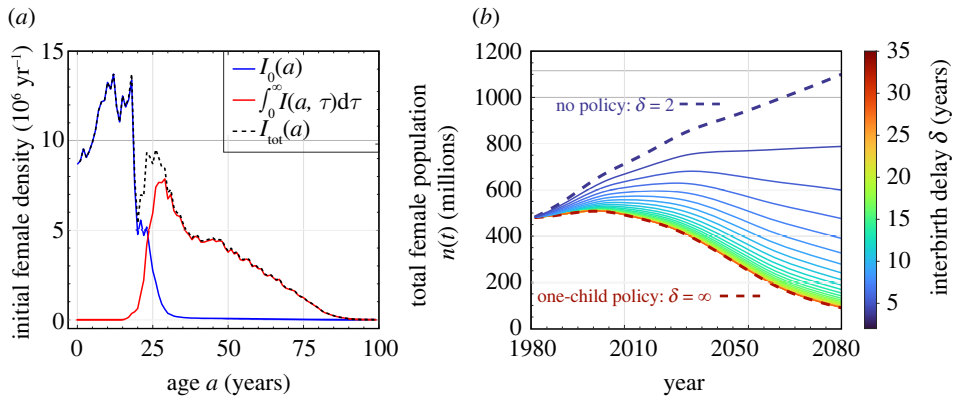 (a)
initial female density (10⁶ yr⁻¹)
15
10
5
0
0
25
50
75
100
age a (years)
I₀(a)
∫₀^∞ I(a, τ)dτ
Iₜₒₜ(a)
(b)
total female population
n(t) (millions)
1200
1000
800
600
400
200
0
1980
2010
2050
2080
year
no policy: δ = 2
one-child policy: δ = ∞
35
30
25
20
15
10
5
interbirth delay δ (years)